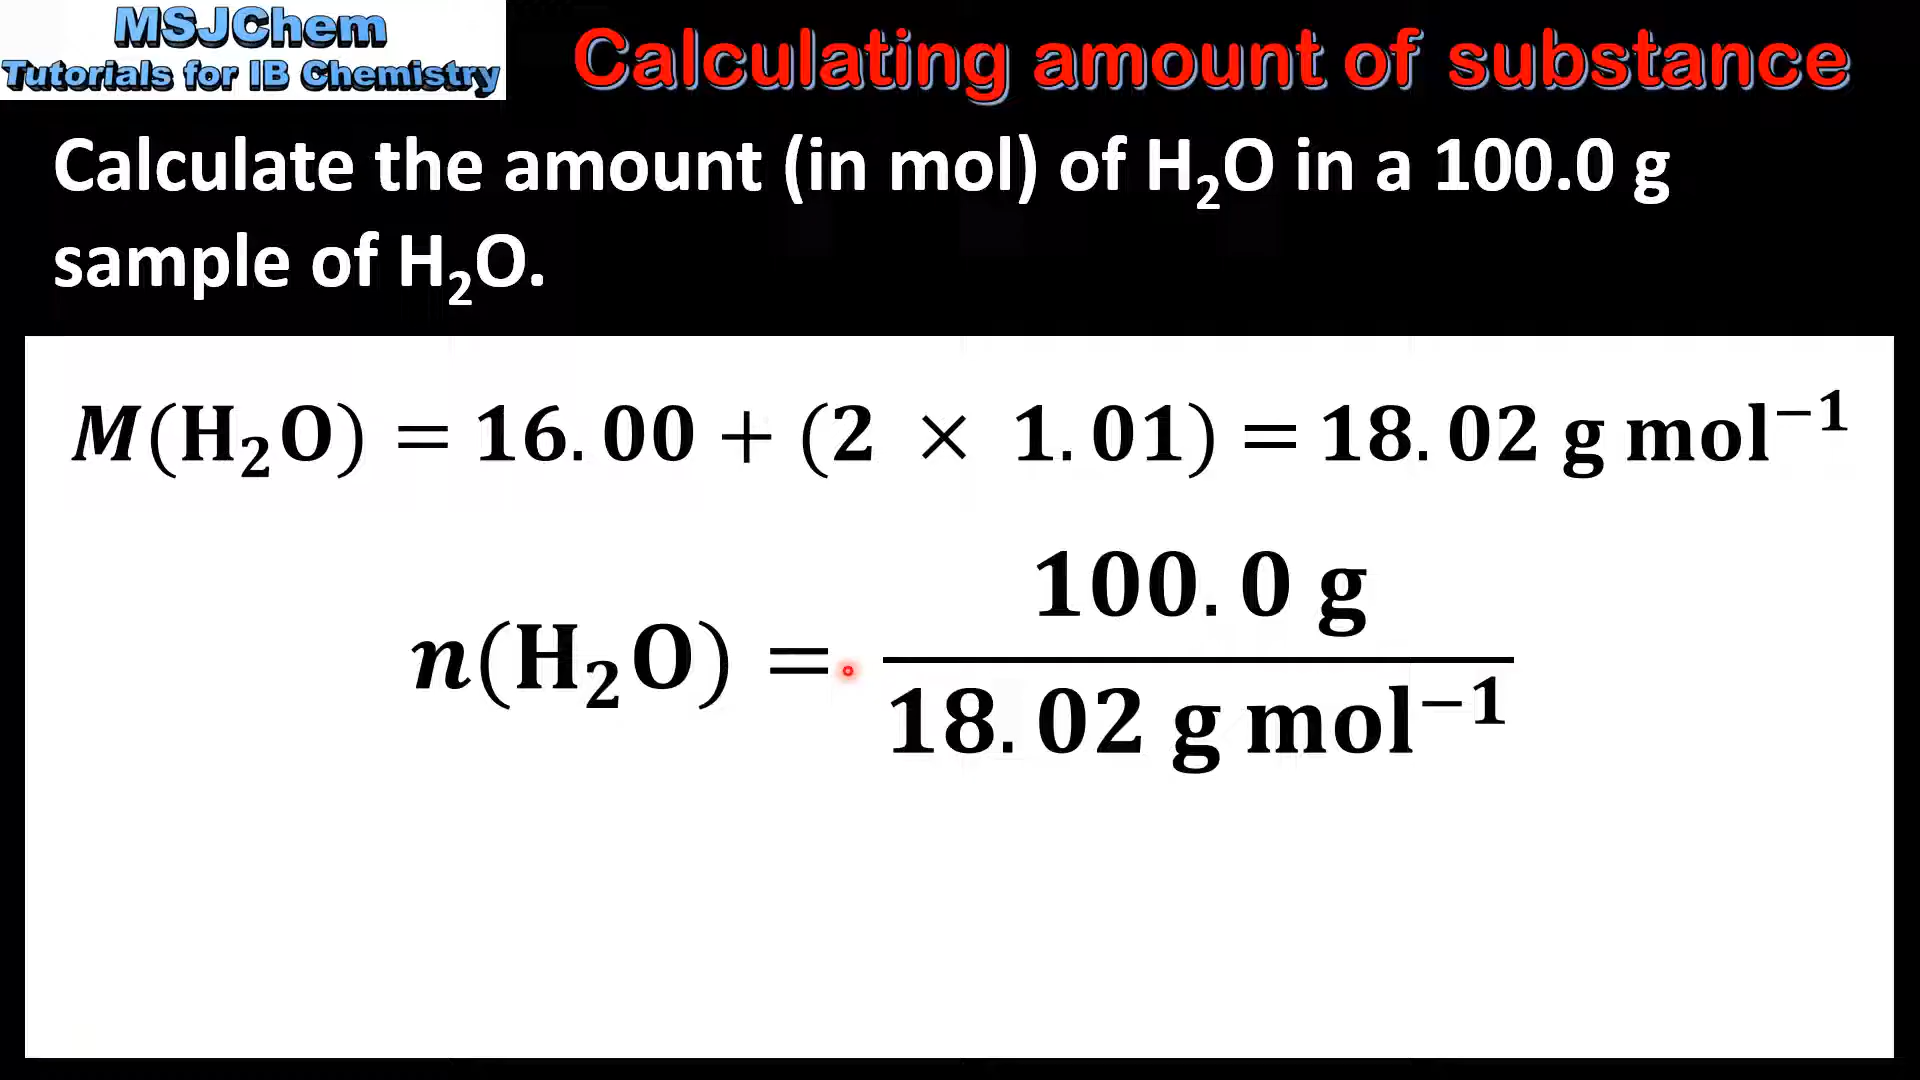 MSJChem
Tutorials for IB Chemistry
Calculating amount of substance
Calculate the amount (in mol) of H₂O in a 100.0 g
sample of H₂O.
M(H₂O) = 16.00 + (2 × 1.01) = 18.02 g mol⁻¹
n(H₂O) = 100.0 g
18.02 g mol⁻¹